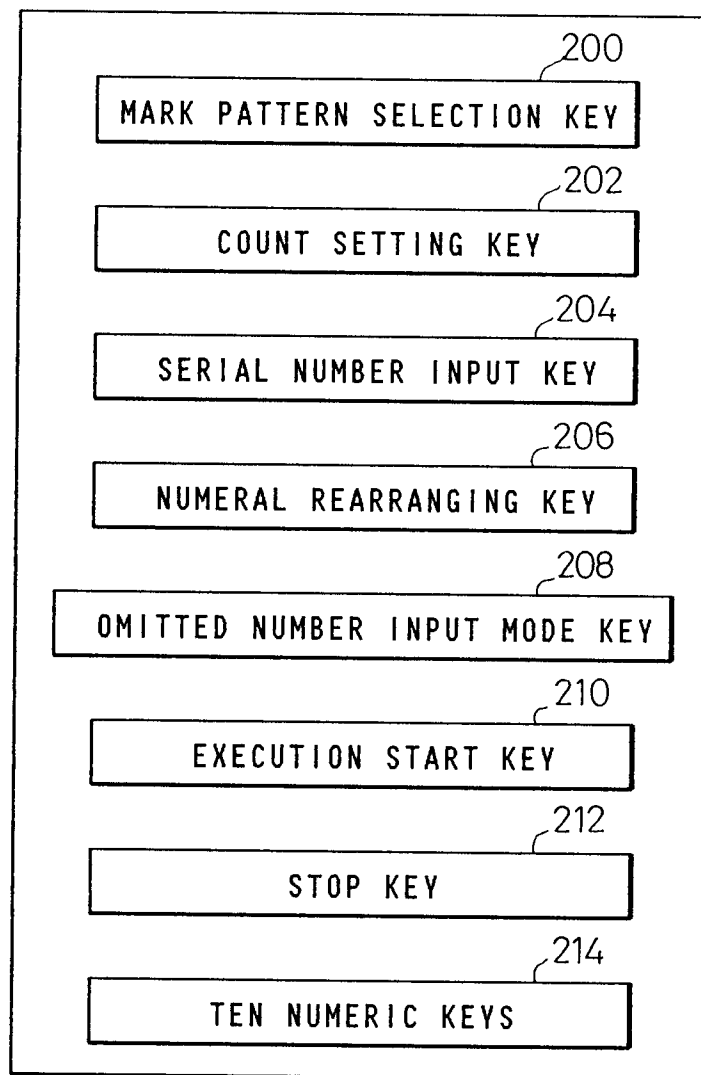 200
MARK PATTERN SELECTION KEY
202
COUNT SETTING KEY
204
SERIAL NUMBER INPUT KEY
206
NUMERAL REARRANGING KEY
208
OMITTED NUMBER INPUT MODE KEY
210
EXECUTION START KEY
212
STOP KEY
214
TEN NUMERIC KEYS